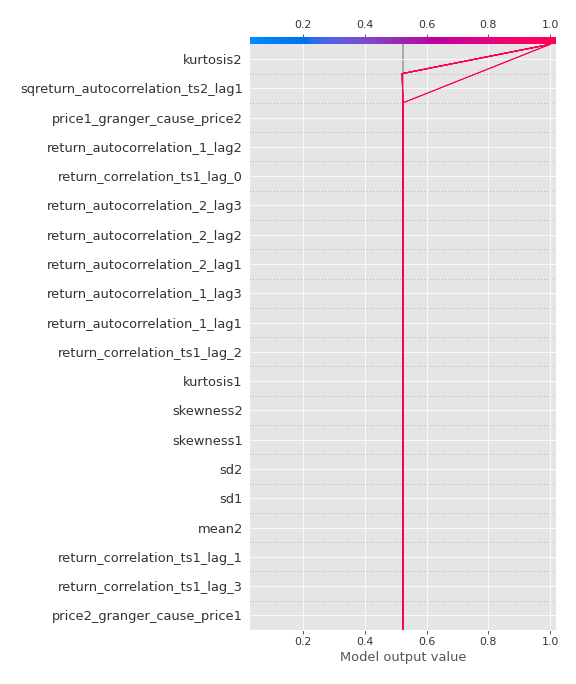 0.2 0.4 0.6 0.8 1.0
kurtosis2
sqreturn_autocorrelation_ts2_lag1
price1_granger_cause_price2
return_autocorrelation_1_lag2
return_correlation_ts1_lag_0
return_autocorrelation_2_lag3
return_autocorrelation_2_lag2
return_autocorrelation_2_lag1
return_autocorrelation_1_lag3
return_autocorrelation_1_lag1
return_correlation_ts1_lag_2
kurtosis1
skewness2
skewness1
sd2
sd1
mean2
return_correlation_ts1_lag_1
return_correlation_ts1_lag_3
price2_granger_cause_price1
0.2 0.4 0.6 0.8 1.0
Model output value